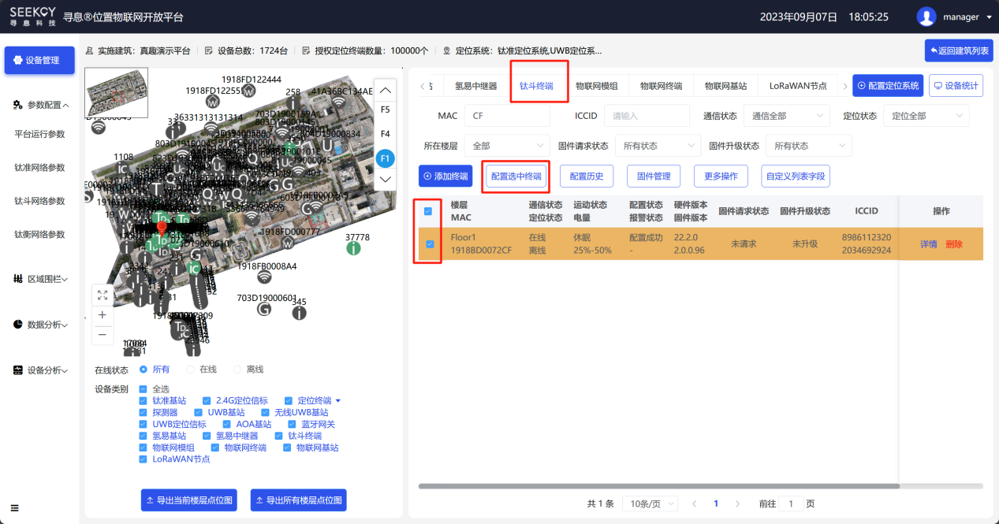 SEEKCY
寻息科技
寻息®位置物联网开放平台
2023年09月07日 18:05:25
manager
设备管理
实施建筑： 真趣演示平台
设备总数： 1724台
授权定位终端数量： 100000个
定位系统： 钛准定位系统,UWB定位系...
返回建筑列表
参数配置
平台运行参数
钛准网络参数
钛斗网络参数
钛衡网络参数
区域围栏
数据分析
设备分析
1918FD122444
258
41A368C134AE
36331313131314
1108
37778
1918FD000777
1918FB0008A4
703D19000601
345
F5
F4
F1
氢易中继器
钛斗终端
物联网模组
物联网终端
物联网基站
LoRaWAN节点
配置定位系统
设备统计
MAC CF
ICCID 请输入
通信状态 通信全部
定位状态 定位全部
所在楼层 全部
固件请求状态 所有状态
固件升级状态 所有状态
添加终端
配置选中终端
配置历史
固件管理
更多操作
自定义列表字段
楼层 通信状态 运动状态 配置状态 硬件版本 固件请求状态 固件升级状态 ICCID 操作
MAC 定位状态 电量 报警状态 固件版本
Floor1 在线 休眠 配置成功 22.2.0 未请求 未升级 8986112320 详情 删除
1918BD0072CF 离线 25%-50% - 2.0.0.96 2034692924
在线状态 所有 在线 离线
设备类别 全选
钛准基站 2.4G定位信标 定位终端
探测器 UWB基站 无线UWB基站
UWB定位信标 AOA基站 蓝牙网关
氢易基站 氢易中继器 钛斗终端
物联网模组 物联网终端 物联网基站
LoRaWAN节点
导出当前楼层点位图
导出所有楼层点位图
共 1 条 10条/页 1 前往 1 页